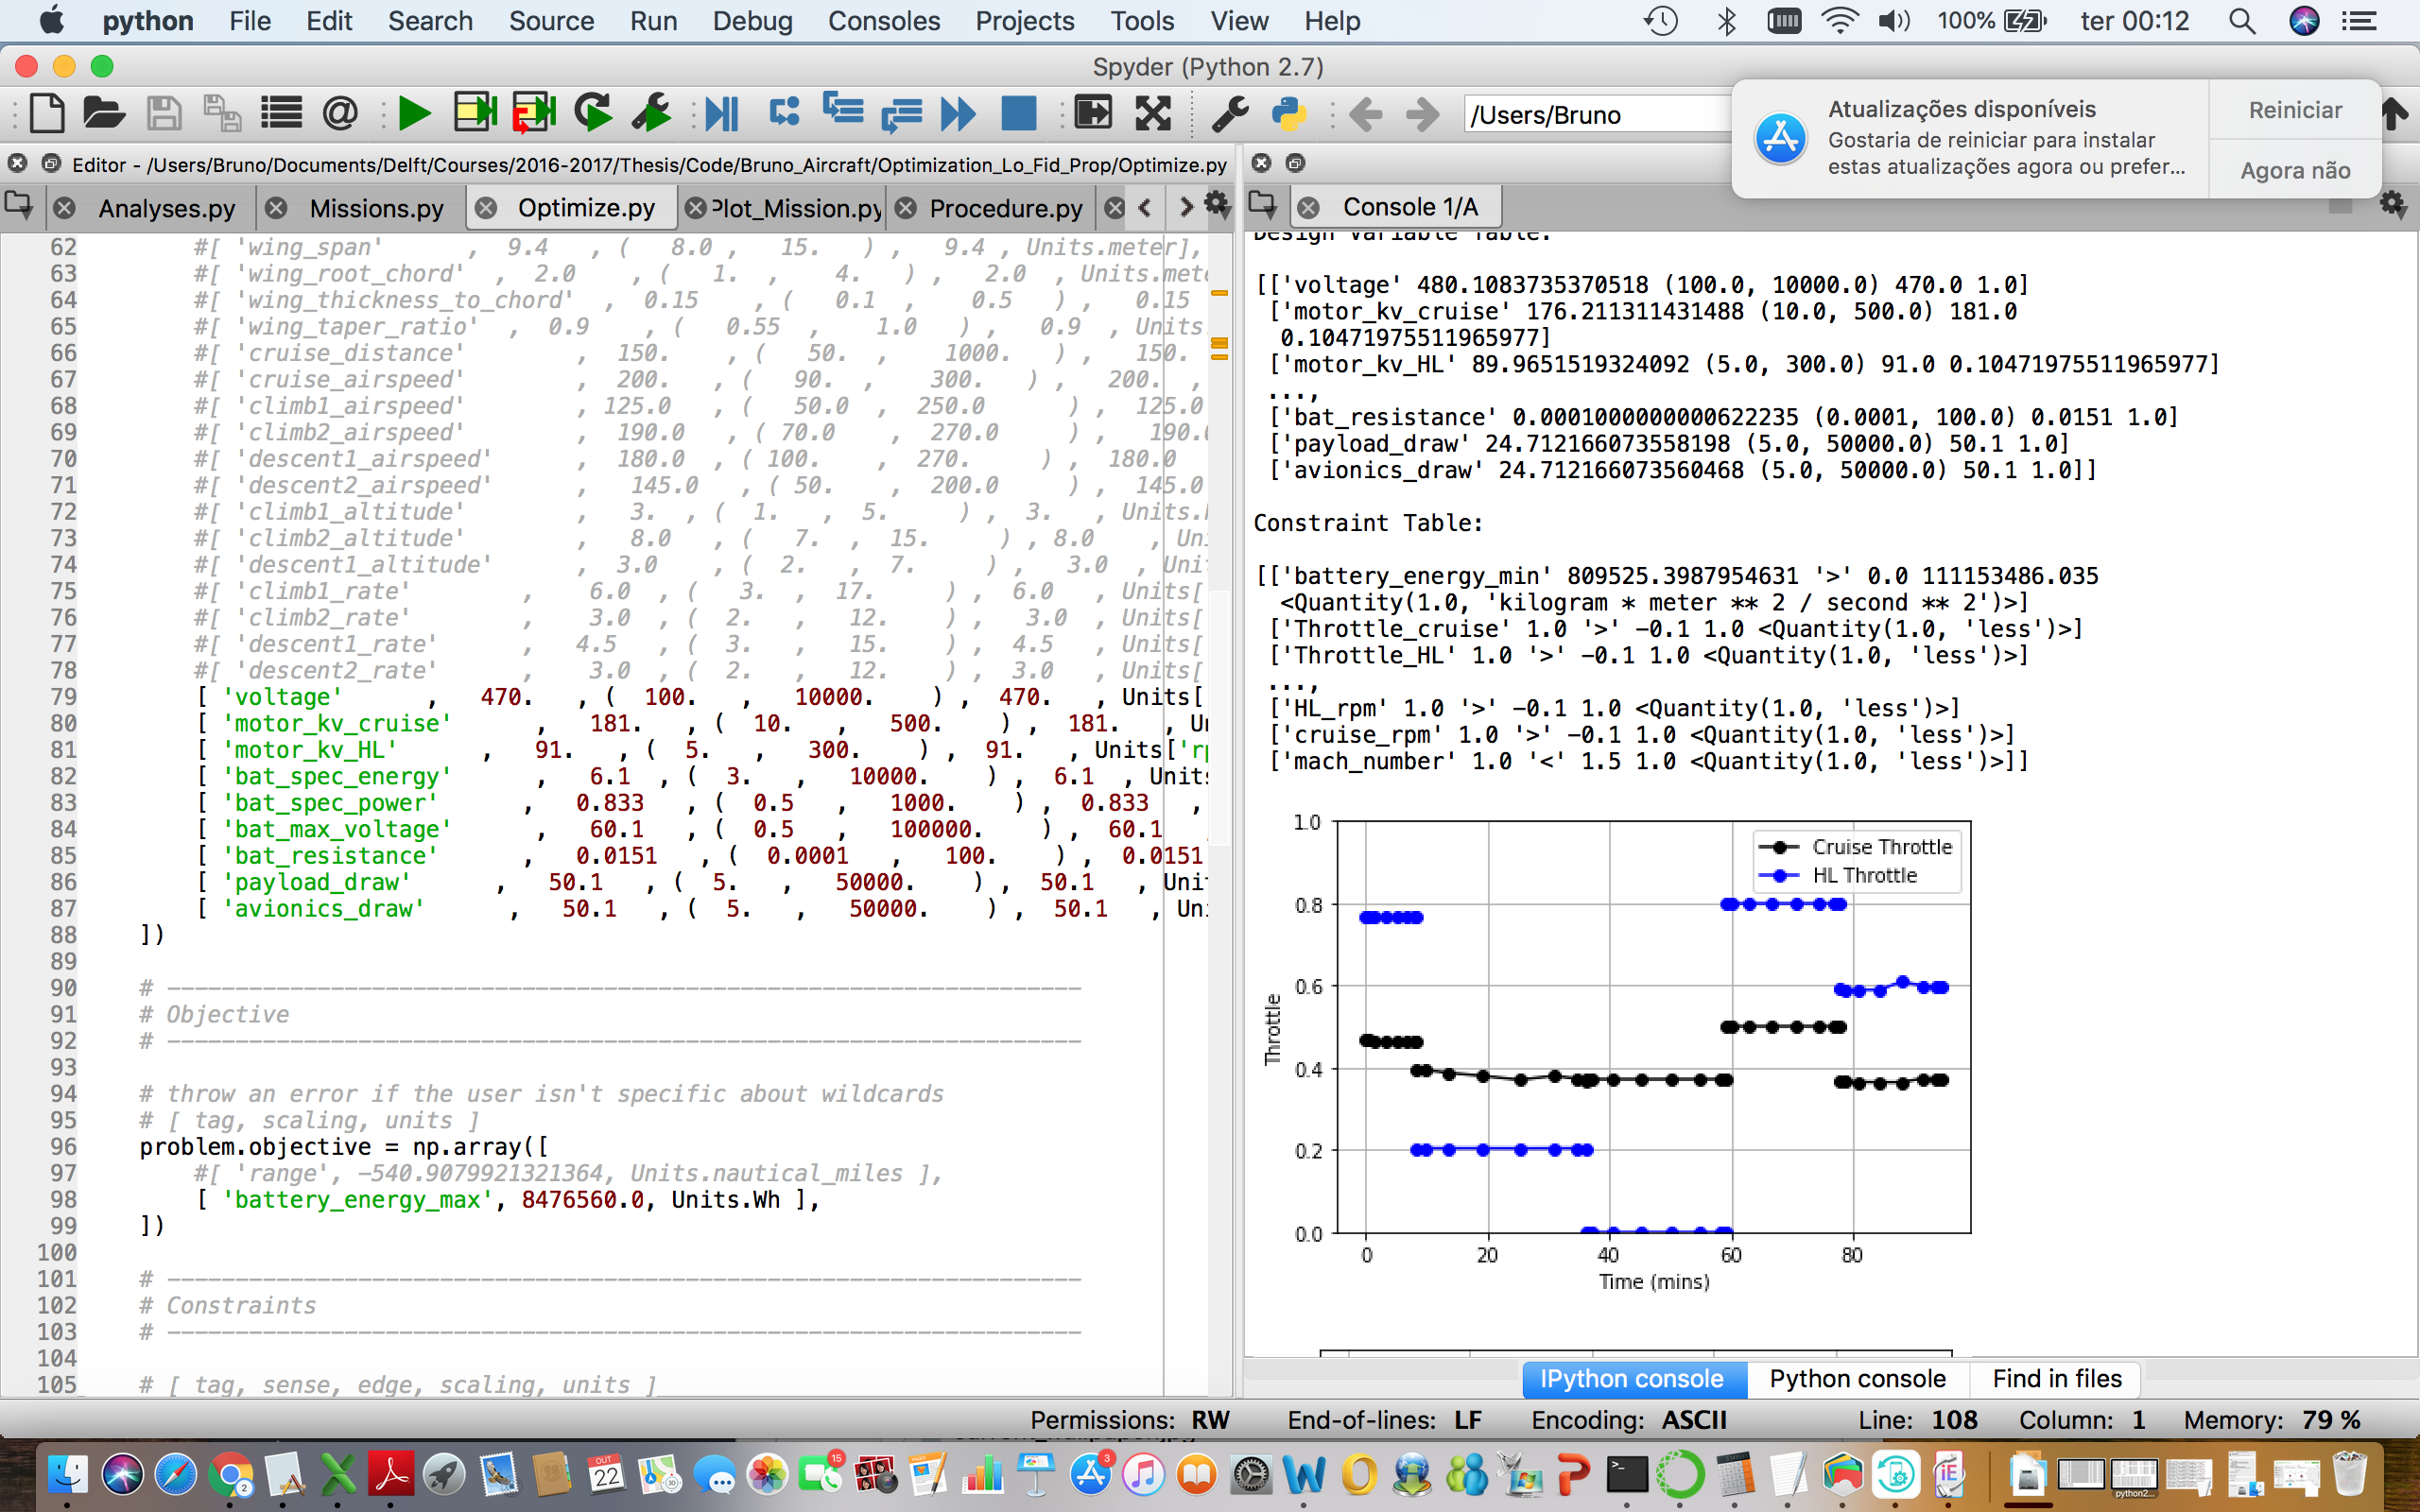 python File Edit Search Source Run Debug Consoles Projects Tools View Help 100% ter 00:12
Spyder (Python 2.7)
/Users/Bruno
Atualizações disponíveis
Gostaria de reiniciar para instalar
estas atualizações agora ou prefer...
Reiniciar
Agora não
Editor - /Users/Bruno/Documents/Delft/Courses/2016-2017/Thesis/Code/Bruno_Aircraft/Optimization_Lo_Fid_Prop/Optimize.py
Analyses.py Missions.py Optimize.py Plot_Mission.py Procedure.py
62 #[ 'wing_span' , 9.4 , ( 8.0 , 15. ) , 9.4 , Units.meter],
63 #[ 'wing_root_chord' , 2.0 , ( 1. , 4. ) , 2.0 , Units.mete
64 #[ 'wing_thickness_to_chord' , 0.15 , ( 0.1 , 0.5 ) , 0.15
65 #[ 'wing_taper_ratio' , 0.9 , ( 0.55 , 1.0 ) , 0.9 , Units.
66 #[ 'cruise_distance' , 150. , ( 50. , 1000. ) , 150.
67 #[ 'cruise_airspeed' , 200. , ( 90. , 300. ) , 200. ,
68 #[ 'climb1_airspeed' , 125.0 , ( 50.0 , 250.0 ) , 125.0
69 #[ 'climb2_airspeed' , 190.0 , ( 70.0 , 270.0 ) , 190.0
70 #[ 'descent1_airspeed' , 180.0 , ( 100. , 270. ) , 180.0
71 #[ 'descent2_airspeed' , 145.0 , ( 50. , 200.0 ) , 145.0
72 #[ 'climb1_altitude' , 3. , ( 1. , 5. ) , 3. , Units.
73 #[ 'climb2_altitude' , 8.0 , ( 7. , 15. ) , 8.0 , Un
74 #[ 'descent1_altitude' , 3.0 , ( 2. , 7. ) , 3.0 , Uni
75 #[ 'climb1_rate' , 6.0 , ( 3. , 17. ) , 6.0 , Units[
76 #[ 'climb2_rate' , 3.0 , ( 2. , 12. ) , 3.0 , Units[
77 #[ 'descent1_rate' , 4.5 , ( 3. , 15. ) , 4.5 , Units[
78 #[ 'descent2_rate' , 3.0 , ( 2. , 12. ) , 3.0 , Units[
79 [ 'voltage' , 470. , ( 100. , 10000. ) , 470. , Units[
80 [ 'motor_kv_cruise' , 181. , ( 10. , 500. ) , 181. , U
81 [ 'motor_kv_HL' , 91. , ( 5. , 300. ) , 91. , Units['rp
82 [ 'bat_spec_energy' , 6.1 , ( 3. , 10000. ) , 6.1 , Units
83 [ 'bat_spec_power' , 0.833 , ( 0.5 , 1000. ) , 0.833 ,
84 [ 'bat_max_voltage' , 60.1 , ( 0.5 , 100000. ) , 60.1
85 [ 'bat_resistance' , 0.0151 , ( 0.0001 , 100. ) , 0.0151
86 [ 'payload_draw' , 50.1 , ( 5. , 50000. ) , 50.1 , Uni
87 [ 'avionics_draw' , 50.1 , ( 5. , 50000. ) , 50.1 , Un
88 ])
89
90 # -------------------------------------------------------------------
91 # Objective
92 # -------------------------------------------------------------------
93
94 # throw an error if the user isn't specific about wildcards
95 # [ tag, scaling, units ]
96 problem.objective = np.array([
97 #[ 'range', -540.9079921321364, Units.nautical_miles ],
98 [ 'battery_energy_max', 8476560.0, Units.Wh ],
99 ])
100
101 # -------------------------------------------------------------------
102 # Constraints
103 # -------------------------------------------------------------------
104
105 # [ tag, sense, edge, scaling, units ]
Console 1/A
Design Variable Table:
[['voltage' 480.1083735370518 (100.0, 10000.0) 470.0 1.0]
['motor_kv_cruise' 176.211311431488 (10.0, 500.0) 181.0
0.10471975511965977]
['motor_kv_HL' 89.9651519324092 (5.0, 300.0) 91.0 0.10471975511965977]
...,
['bat_resistance' 0.0001000000000622235 (0.0001, 100.0) 0.0151 1.0]
['payload_draw' 24.712166073558198 (5.0, 50000.0) 50.1 1.0]
['avionics_draw' 24.712166073560468 (5.0, 50000.0) 50.1 1.0]]
Constraint Table:
[['battery_energy_min' 809525.3987954631 '>' 0.0 111153486.035
<Quantity(1.0, 'kilogram * meter ** 2 / second ** 2')>]
['Throttle_cruise' 1.0 '>' -0.1 1.0 <Quantity(1.0, 'less')>]
['Throttle_HL' 1.0 '>' -0.1 1.0 <Quantity(1.0, 'less')>]
...,
['HL_rpm' 1.0 '>' -0.1 1.0 <Quantity(1.0, 'less')>]
['cruise_rpm' 1.0 '>' -0.1 1.0 <Quantity(1.0, 'less')>]
['mach_number' 1.0 '<' 1.5 1.0 <Quantity(1.0, 'less')>]]
Cruise Throttle
HL Throttle
1.0
0.8
0.6
0.4
0.2
0.0
Throttle
0 20 40 60 80
Time (mins)
IPython console Python console Find in files
Permissions: RW End-of-lines: LF Encoding: ASCII Line: 108 Column: 1 Memory: 79 %
2 OCT 22 15 3 iE python2...